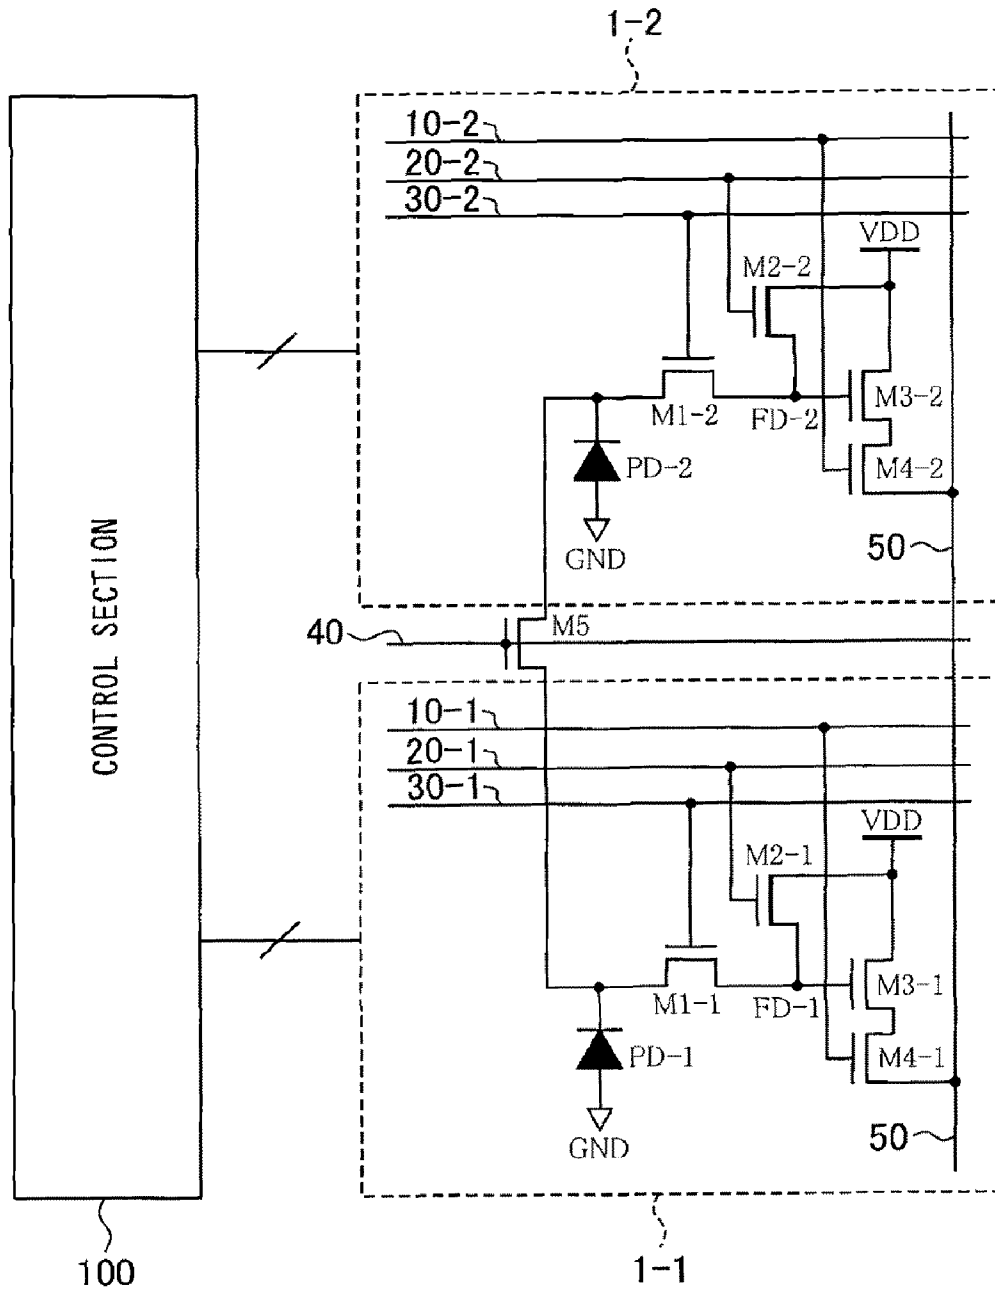 1-2
10-2
20-2
30-2
VDD
M2-2
M1-2
FD-2
M3-2
PD-2
M4-2
GND
50
40
M5
CONTROL SECTION
10-1
20-1
30-1
VDD
M2-1
M1-1
FD-1
M3-1
PD-1
M4-1
GND
50
100
1-1